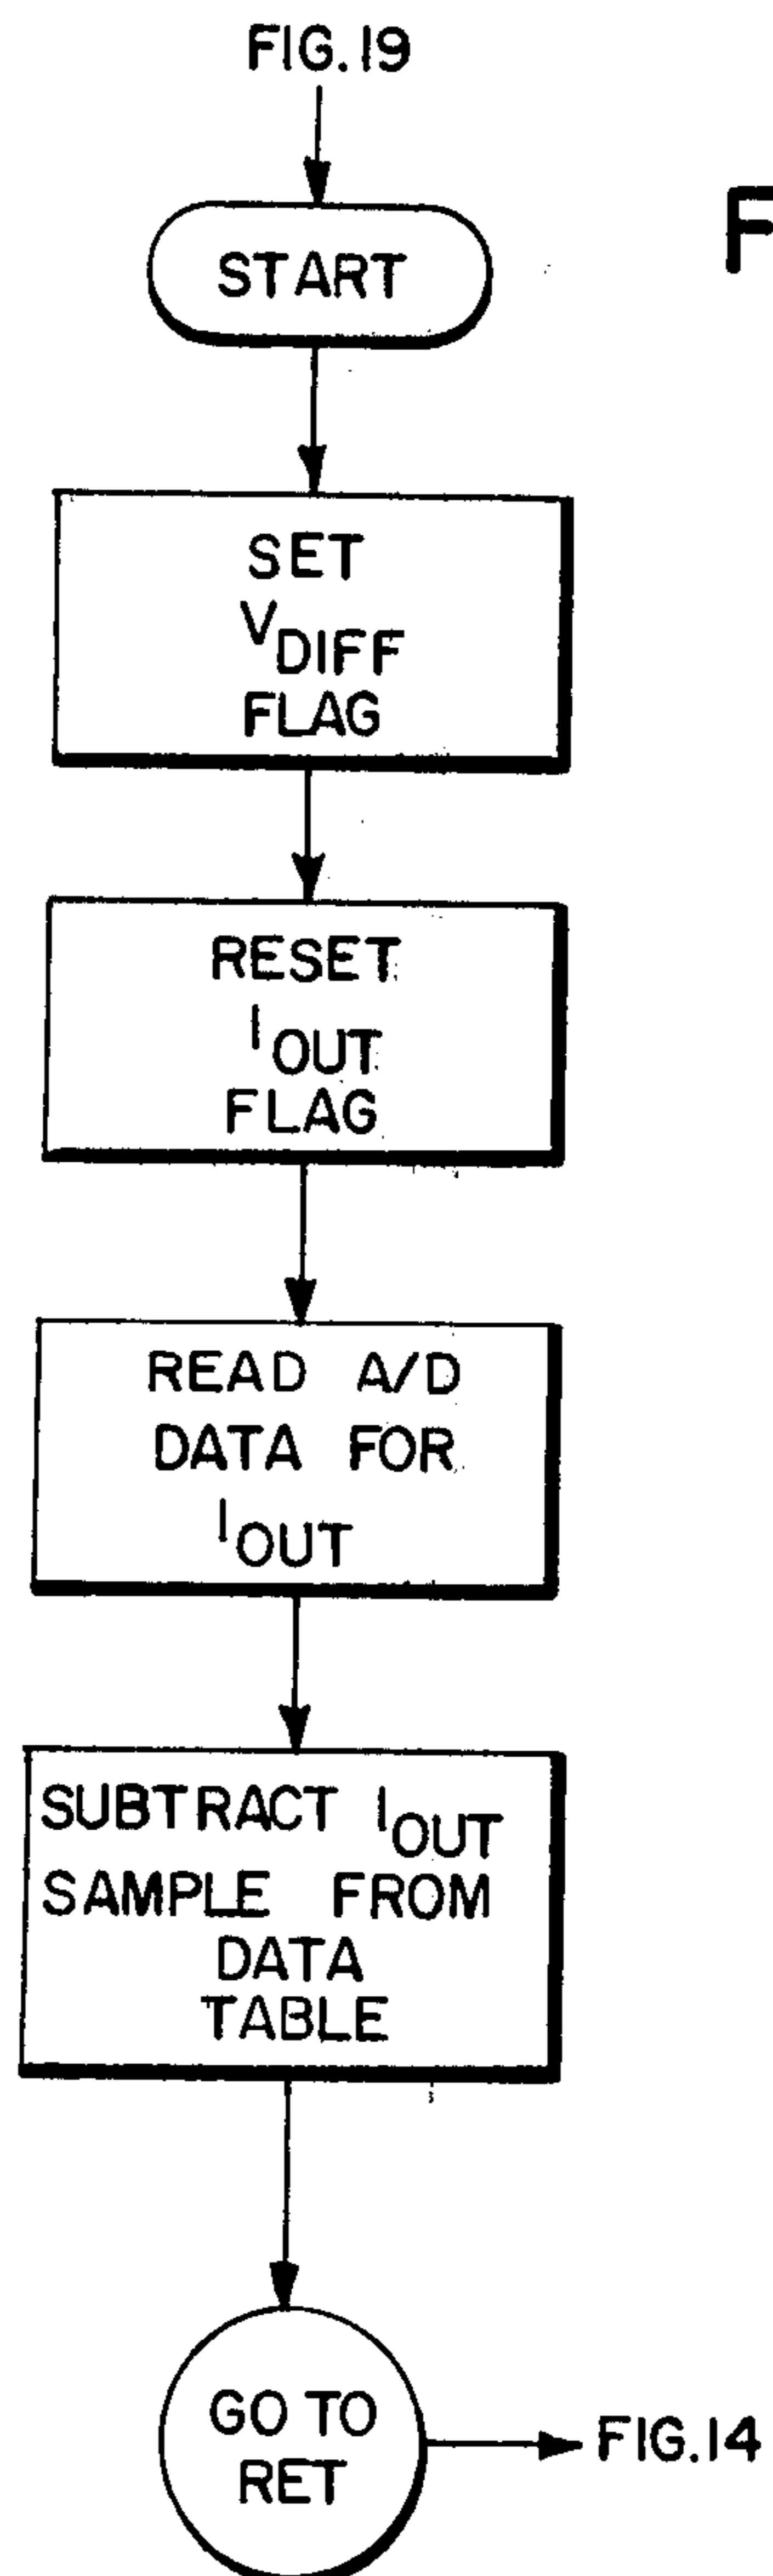 FIG. 19
START
SET
VDIFF
FLAG
RESET
IOUT
FLAG
READ A/D
DATA FOR
IOUT
SUBTRACT IOUT
SAMPLE FROM
DATA
TABLE
GO TO
RET
FIG. 14